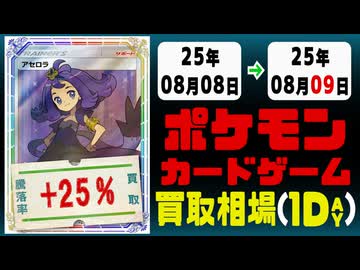 TRAINER'S
サポート
アセロラ
騰落率
+25%
買取
25年
08月08日
25年
08月09日
ポケモン
カードゲーム
買取相場(1D)